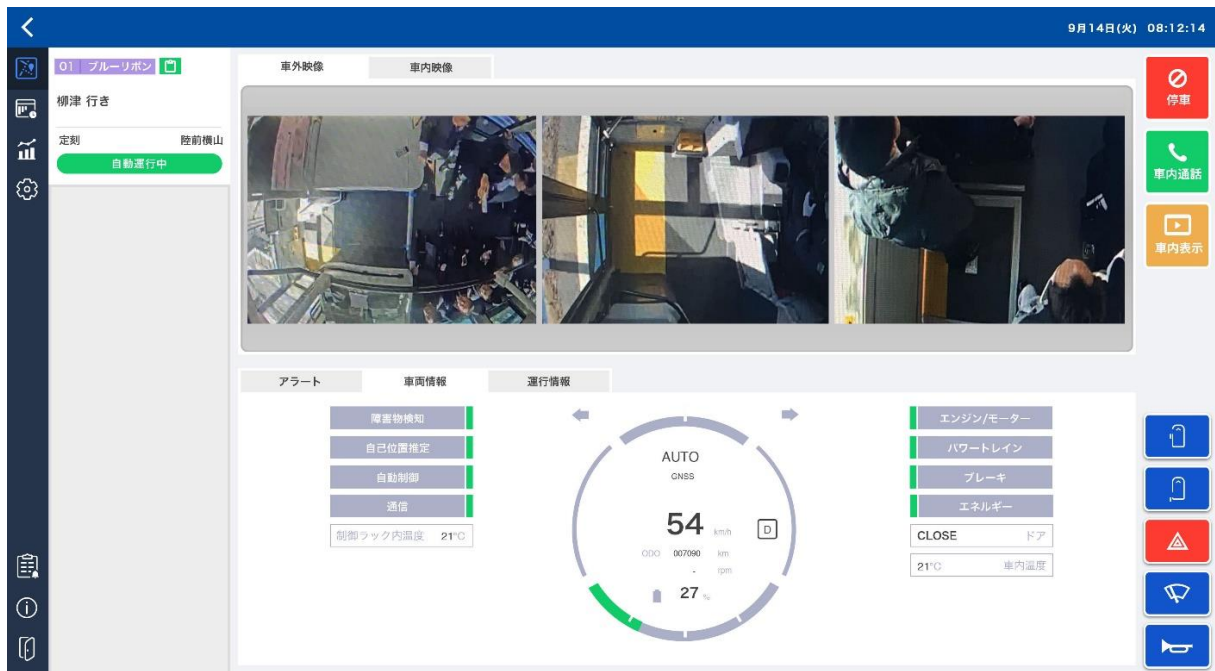 9月14日(火) 08:12:14
01 ブルーリボン
柳津 行き
定刻 陸前横山
自動運行中
車外映像 車内映像
停車
車内通話
車内表示
アラート 車両情報 運行情報
障害物検知
自己位置推定
自動制御
通信
制御ラック内温度 21°C
AUTO
GNSS
54 km/h D
ODO 007090 km
- rpm
27 %
エンジン/モーター
パワートレイン
ブレーキ
エネルギー
CLOSE ドア
21°C 車内温度